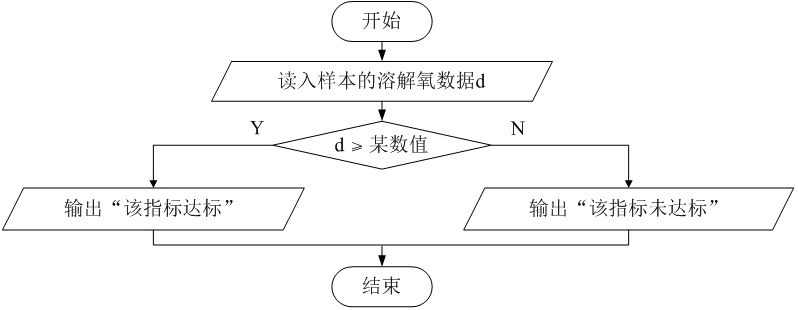 开始
读入样本的溶解氧数据d
Y
N
d ⩾ 某数值
输出“该指标达标”
输出“该指标未达标”
结束